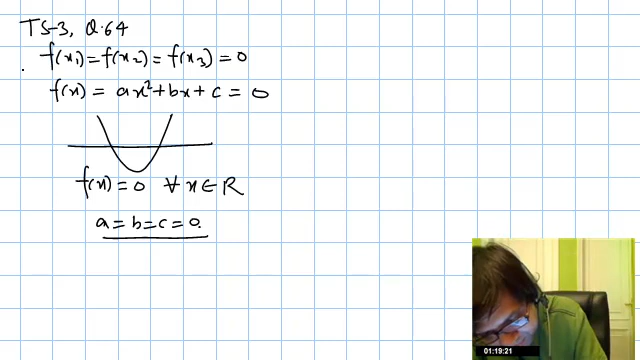 TS-3, Q.64
f(x₁) = f(x₂) = f(x₃) = 0
f(x) = ax² + bx + c = 0
f(x) = 0 ∀ x ∈ R
a = b = c = 0.
01:19:21